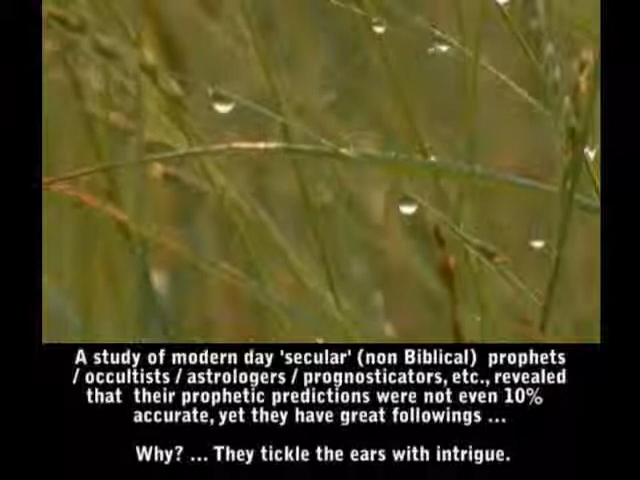 A study of modern day 'secular' (non Biblical) prophets
/ occultists / astrologers / prognosticators, etc., revealed
that their prophetic predictions were not even 10%
accurate, yet they have great followings ...
Why? ... They tickle the ears with intrigue.